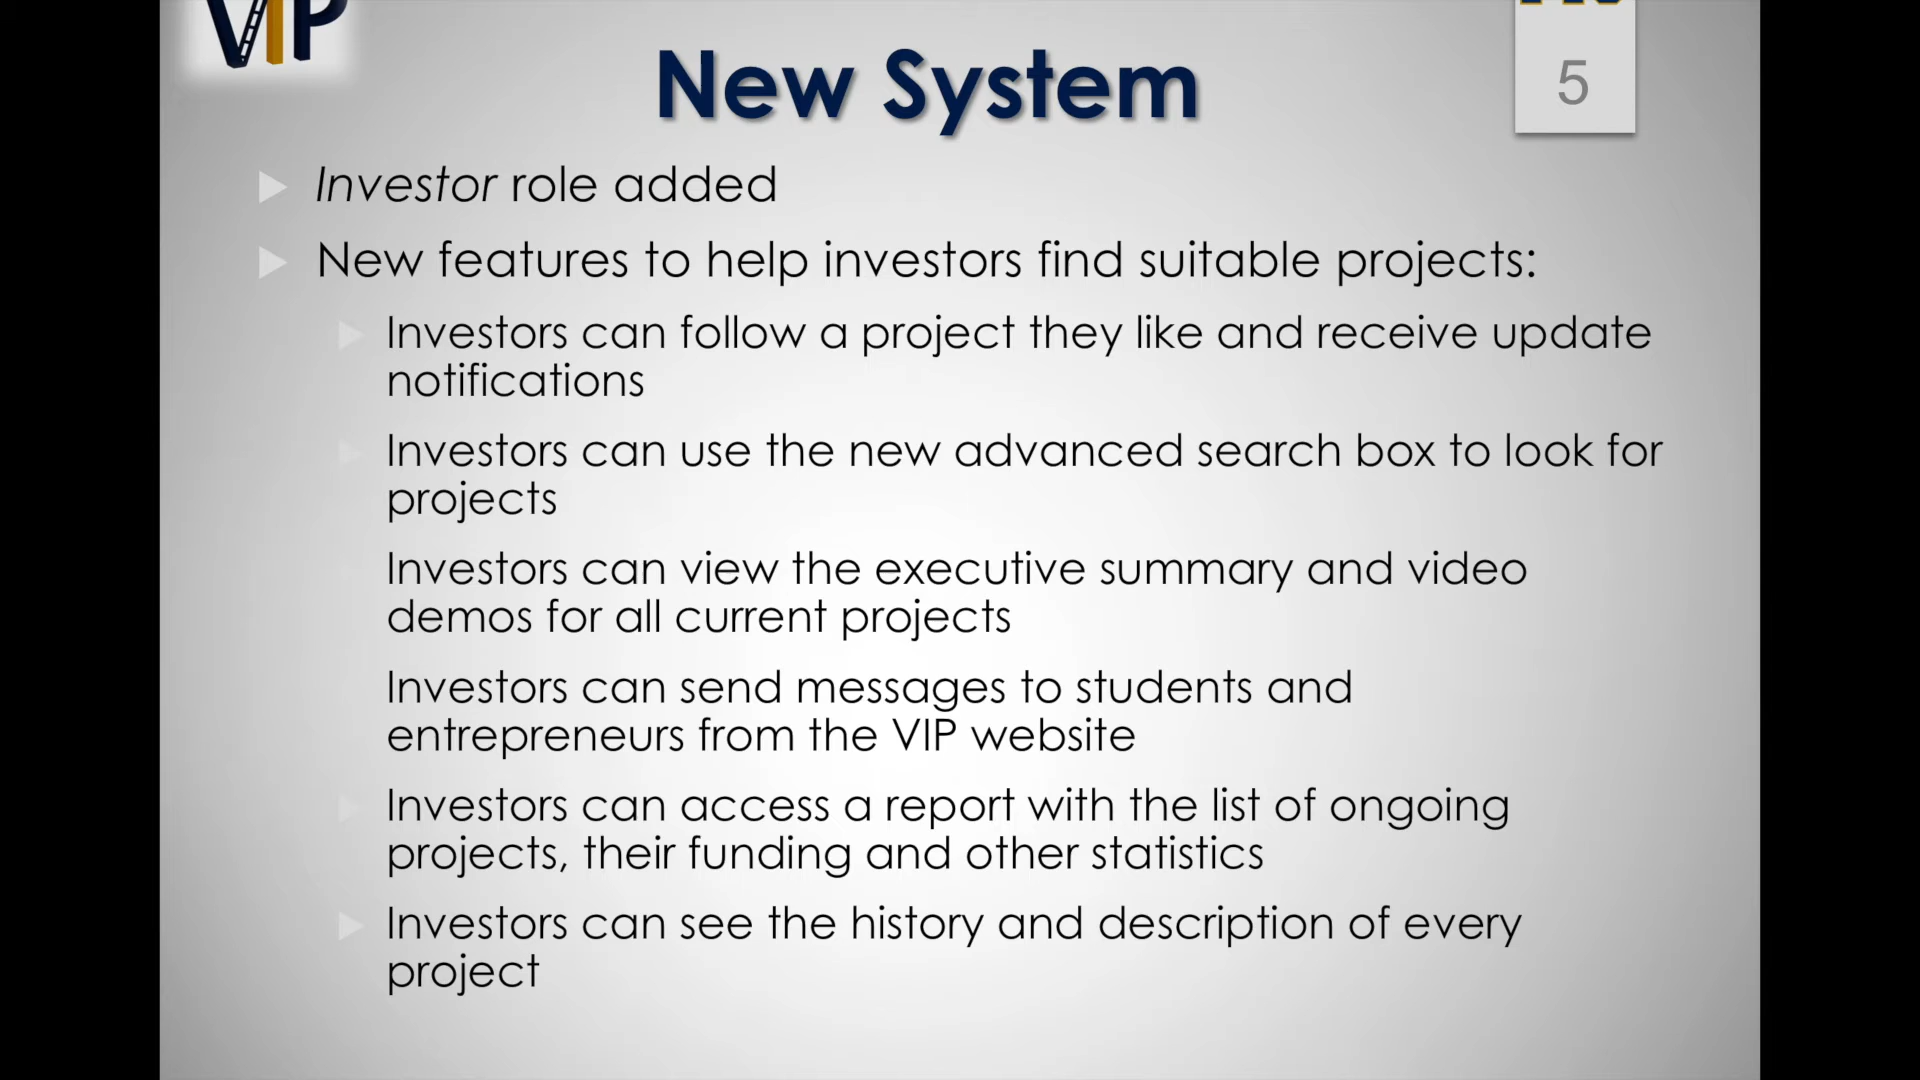 VIP
New System
5
Investor role added
New features to help investors find suitable projects:
Investors can follow a project they like and receive update
notifications
Investors can use the new advanced search box to look for
projects
Investors can view the executive summary and video
demos for all current projects
Investors can send messages to students and
entrepreneurs from the VIP website
Investors can access a report with the list of ongoing
projects, their funding and other statistics
Investors can see the history and description of every
project